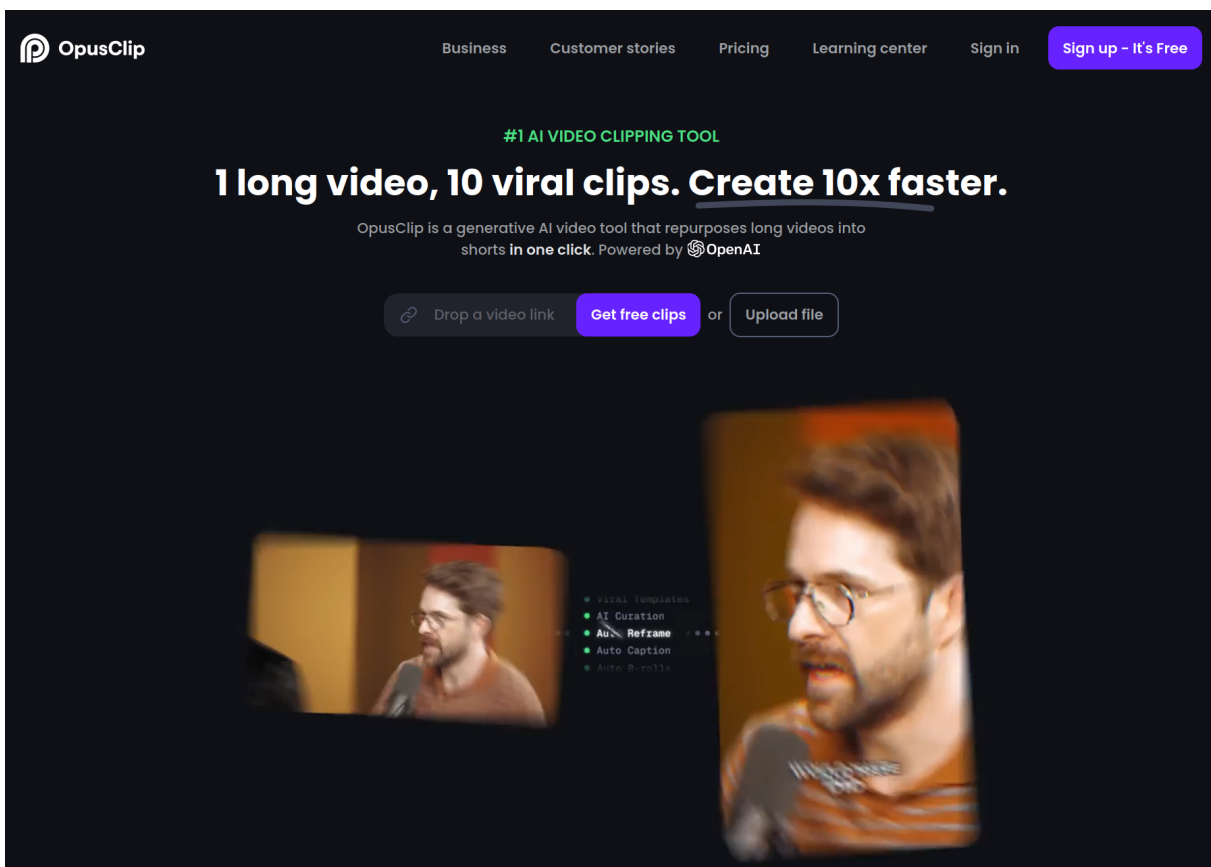 OpusClip
Business Customer stories Pricing Learning center Sign in Sign up – It's Free
#1 AI VIDEO CLIPPING TOOL
1 long video, 10 viral clips. Create 10x faster.
OpusClip is a generative AI video tool that repurposes long videos into
shorts in one click. Powered by OpenAI
Drop a video link Get free clips or Upload file
Viral Templates
AI Curation
Reframe
Auto Caption
Auto B-rolls